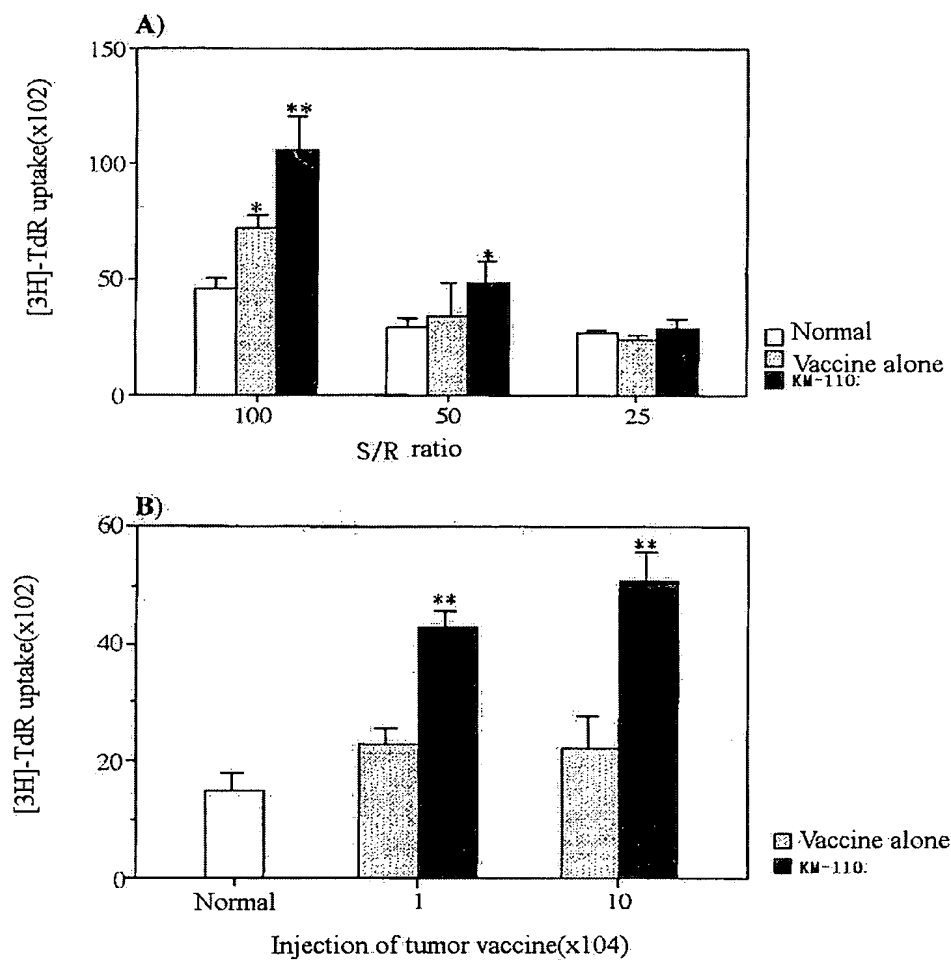 A)
[3H]-TdR uptake(x102)
150
100
50
0
**
*
*
100 50 25
S/R ratio
Normal
Vaccine alone
KM-110:
B)
[3H]-TdR uptake(x102)
60
40
20
0
**
**
Normal 1 10
Injection of tumor vaccine(x104)
Vaccine alone
KM-110: